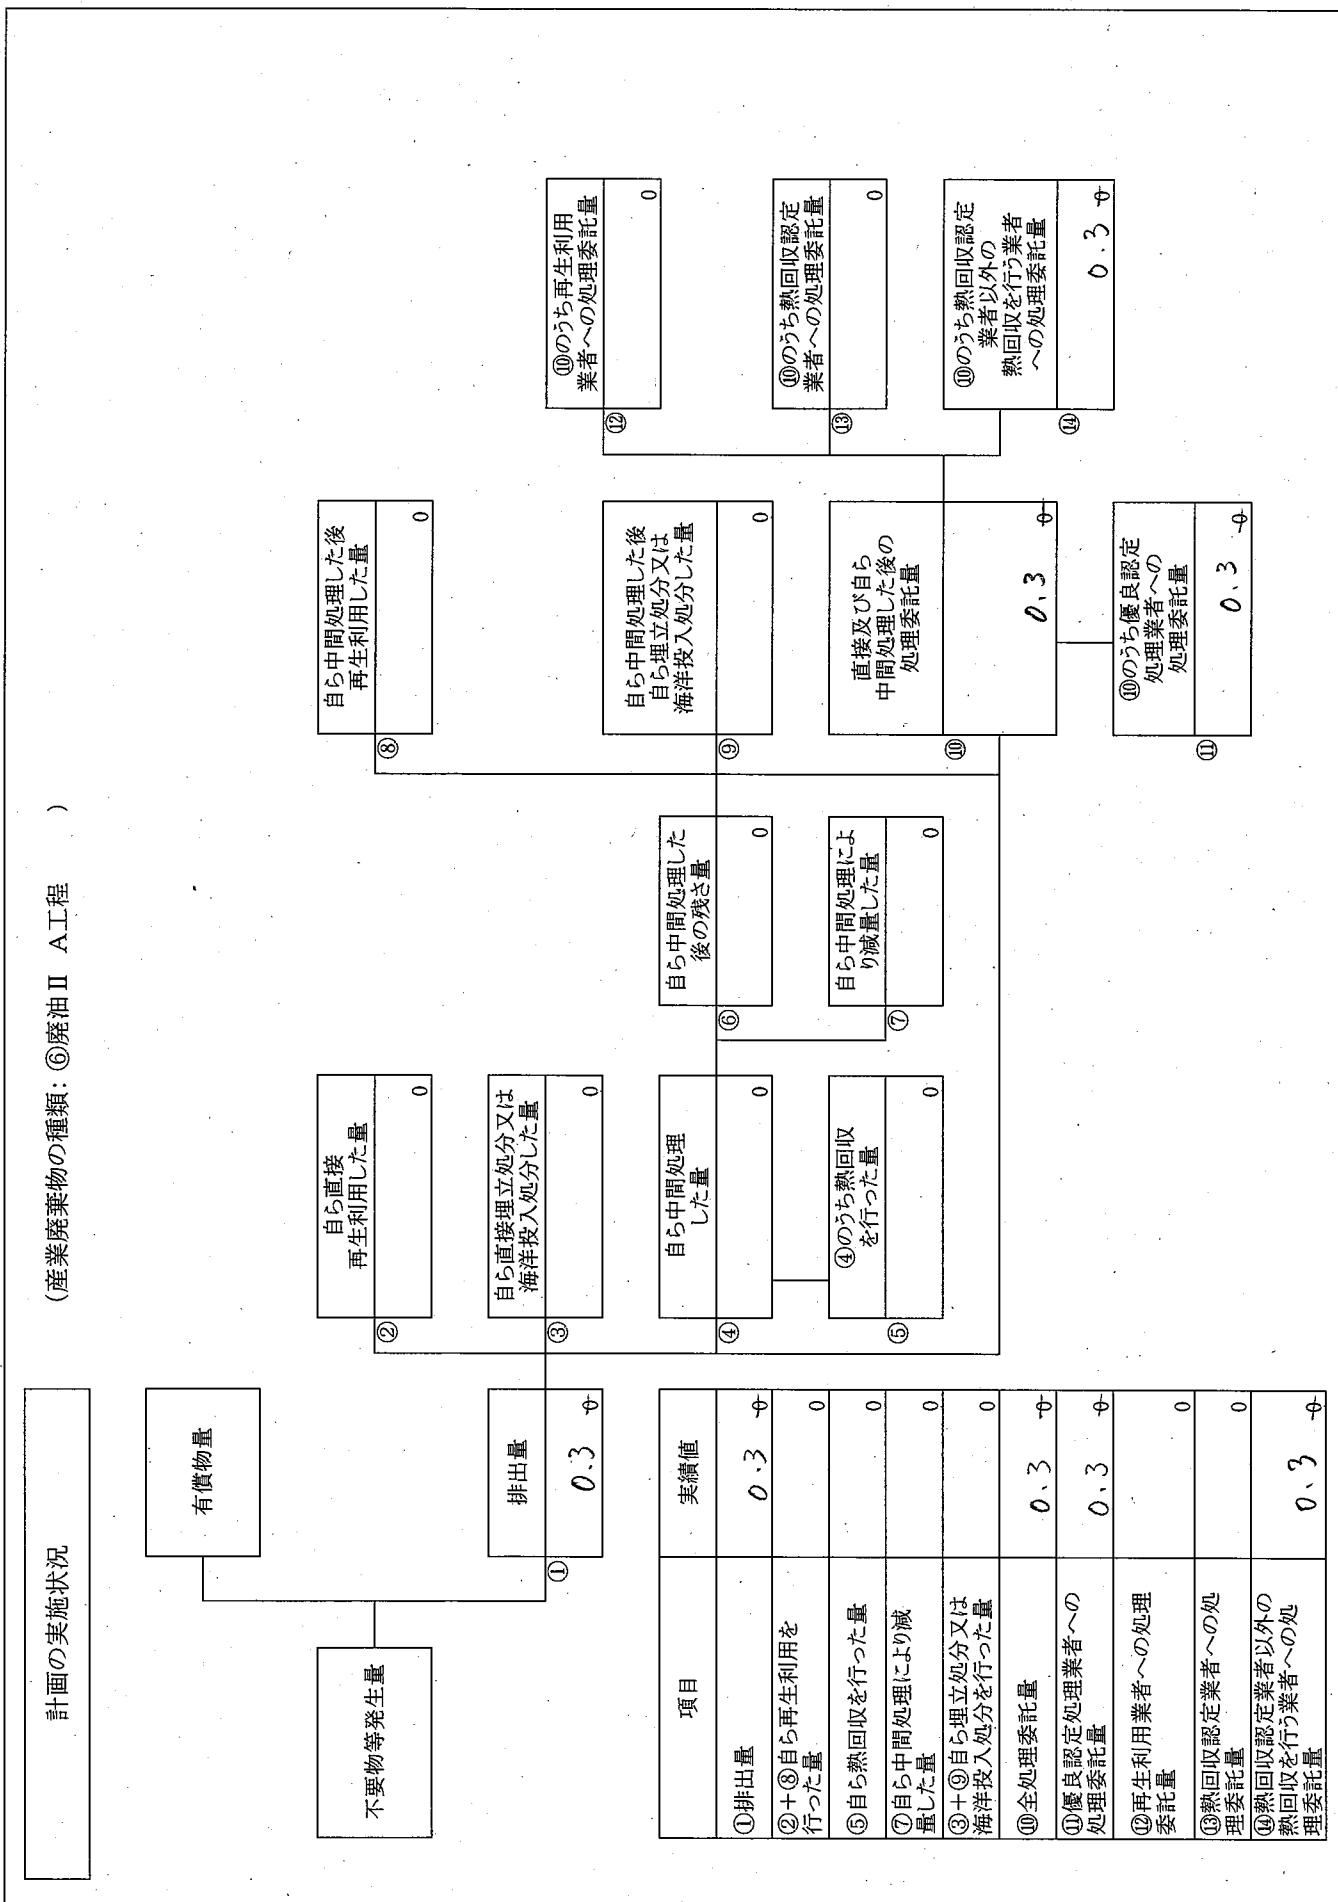 計画の実施状況
(産業廃棄物の種類: ⑥廃油Ⅱ A工程 )
不要物等発生量
有償物量
①
排出量
0.3 0
②
自ら直接
再生利用した量
0
③
自ら直接埋立処分又は
海洋投入処分した量
0
④
自ら中間処理
した量
0
⑤
④のうち熱回収
を行った量
0
⑥
自ら中間処理した
後の残さ量
0
⑦
自ら中間処理によ
り減量した量
0
⑧
自ら中間処理した後
再生利用した量
0
⑨
自ら中間処理した後
自ら埋立処分又は
海洋投入処分した量
0
⑩
直接及び自ら
中間処理した後の
処理委託量
0.3 0
⑪
⑩のうち優良認定
処理業者への
処理委託量
0.3 0
⑫
⑩のうち再生利用
業者への処理委託量
0
⑬
⑩のうち熱回収認定
業者への処理委託量
0
⑭
⑩のうち熱回収認定
業者以外の
熱回収を行う業者
への処理委託量
0.3 0
項目 実績値
①排出量 0.3 0
②+⑧自ら再生利用を
行った量 0
⑤自ら熱回収を行った量 0
⑦自ら中間処理により減
量した量 0
③+⑨自ら埋立処分又は
海洋投入処分を行った量 0
⑩全処理委託量 0.3 0
⑪優良認定処理業者への
処理委託量 0.3 0
⑫再生利用業者への処理
委託量 0
⑬熱回収認定業者への処
理委託量 0
⑭熱回収認定業者以外の
熱回収を行う業者への処
理委託量 0.3 0